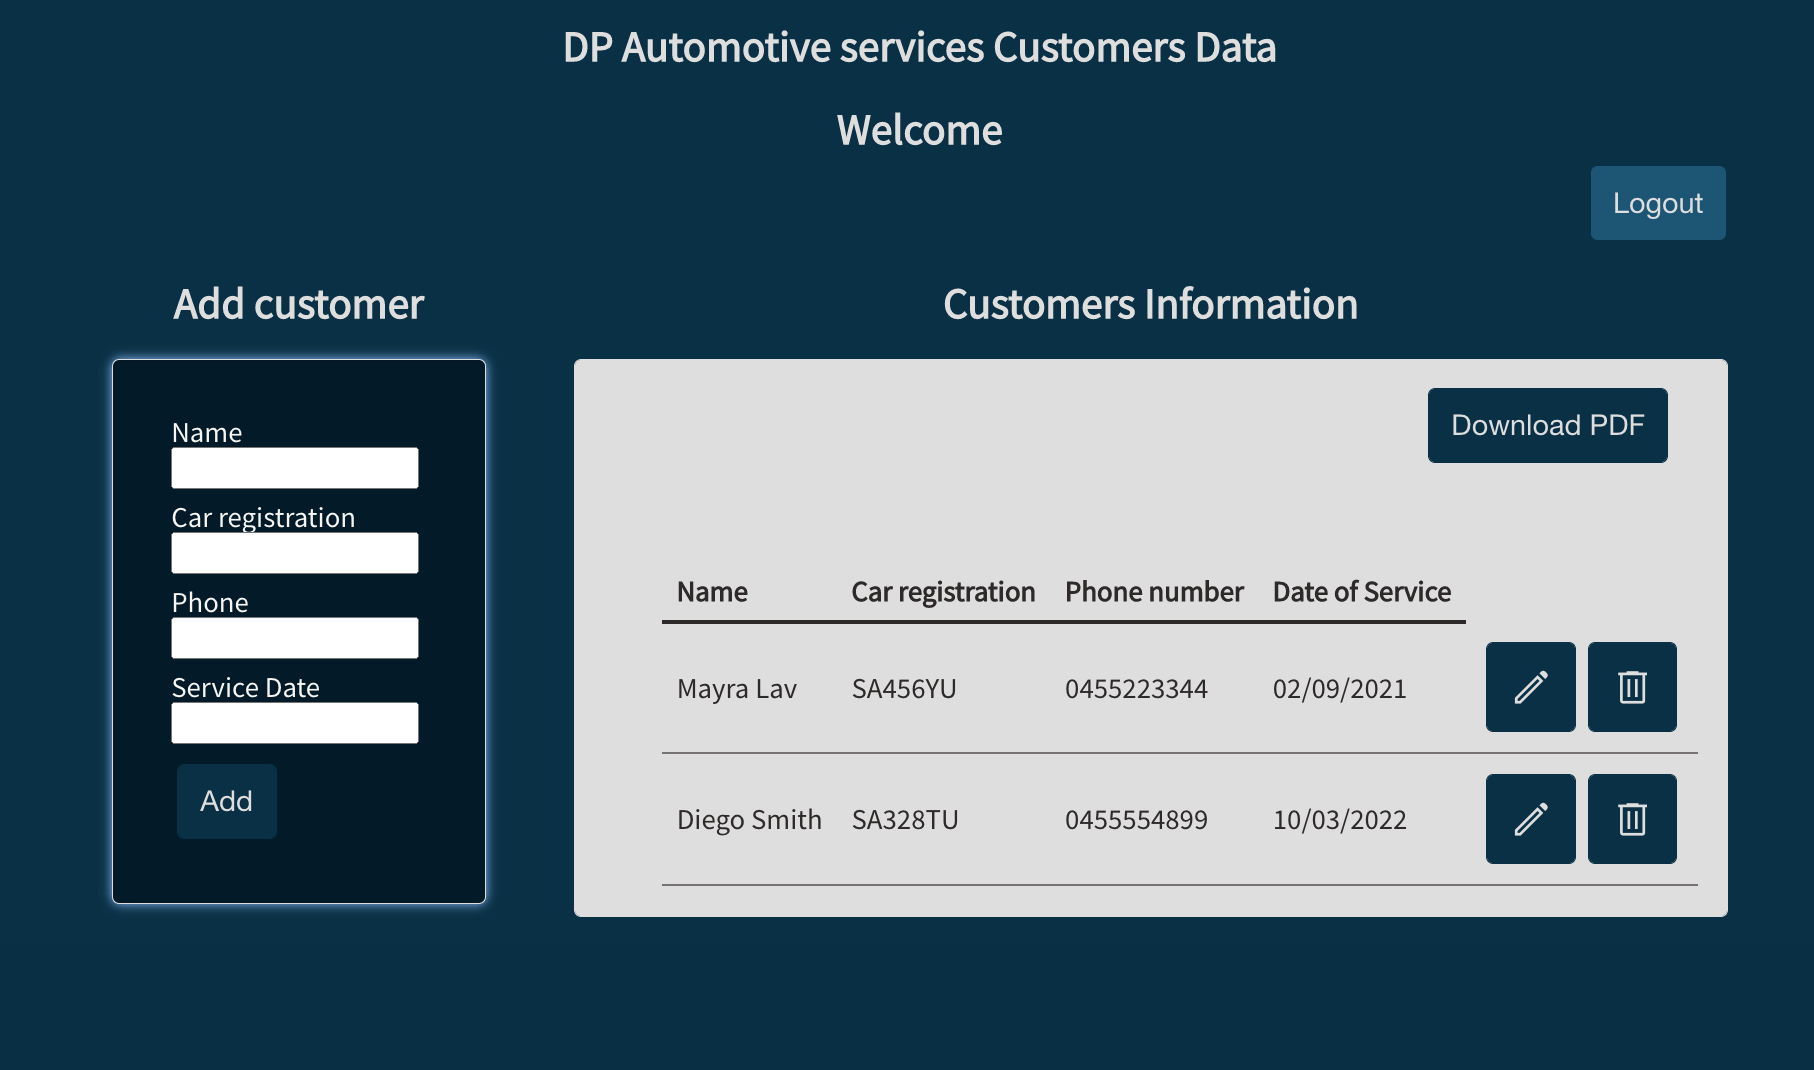 DP Automotive services Customers Data
Welcome
Logout
Add customer
Name
Car registration
Phone
Service Date
Add
Customers Information
Download PDF
Name Car registration Phone number Date of Service
Mayra Lav SA456YU 0455223344 02/09/2021
Diego Smith SA328TU 0455554899 10/03/2022